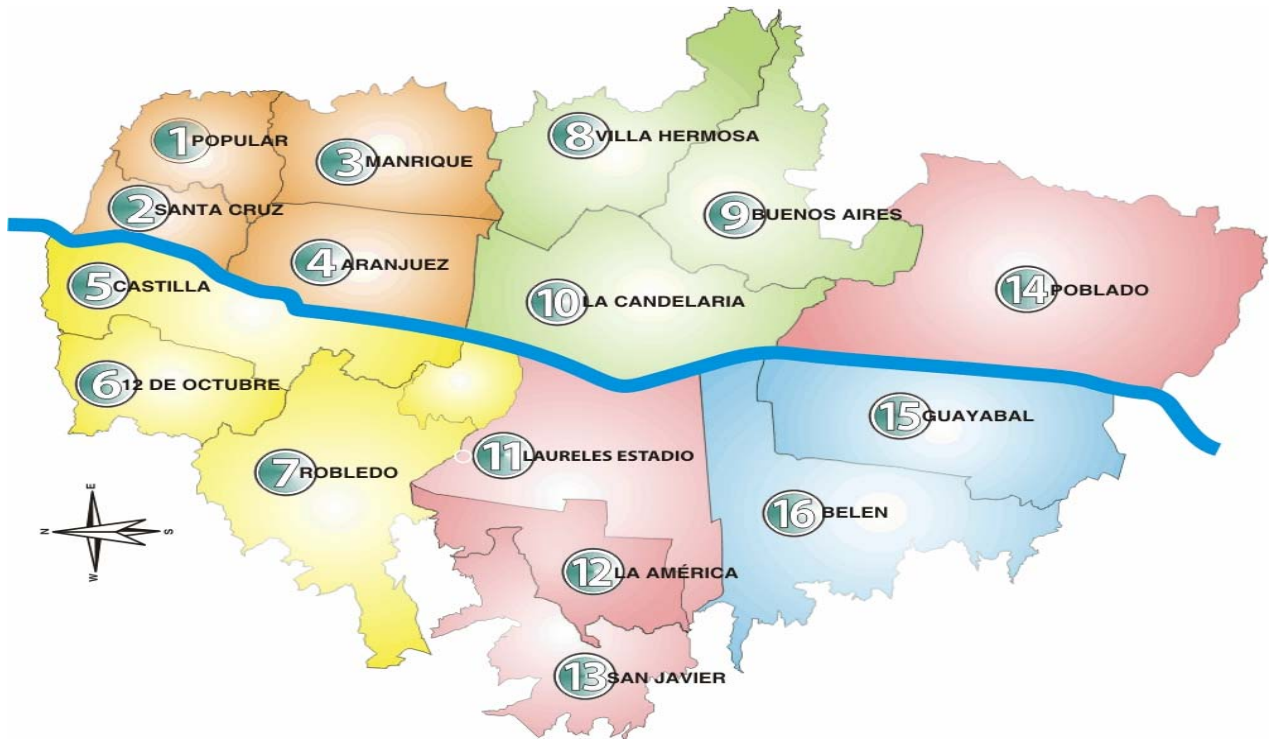 1 POPULAR
2 SANTA CRUZ
3 MANRIQUE
4 ARANJUEZ
5 CASTILLA
6 12 DE OCTUBRE
7 ROBLEDO
8 VILLA HERMOSA
9 BUENOS AIRES
10 LA CANDELARIA
11 LAURELES ESTADIO
12 LA AMÉRICA
13 SAN JAVIER
14 POBLADO
15 GUAYABAL
16 BELEN
E
N
S
W